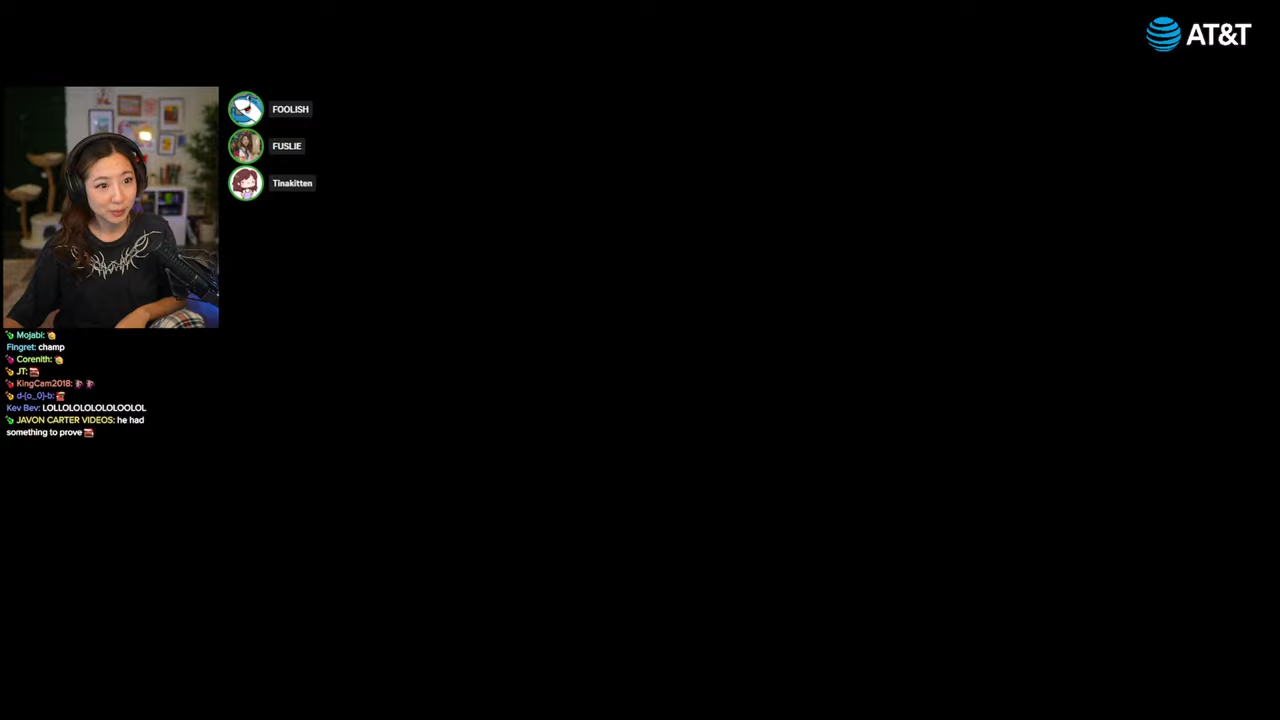 AT&T
FOOLISH
FUSLIE
Tinakitten
Mojabi:
Fingret: champ
Corenith:
JT:
KingCam2018:
d-[o_0]-b:
Kev Bev: LOLLOLOLOLOLOLOOLOL
JAVON CARTER VIDEOS: he had
something to prove